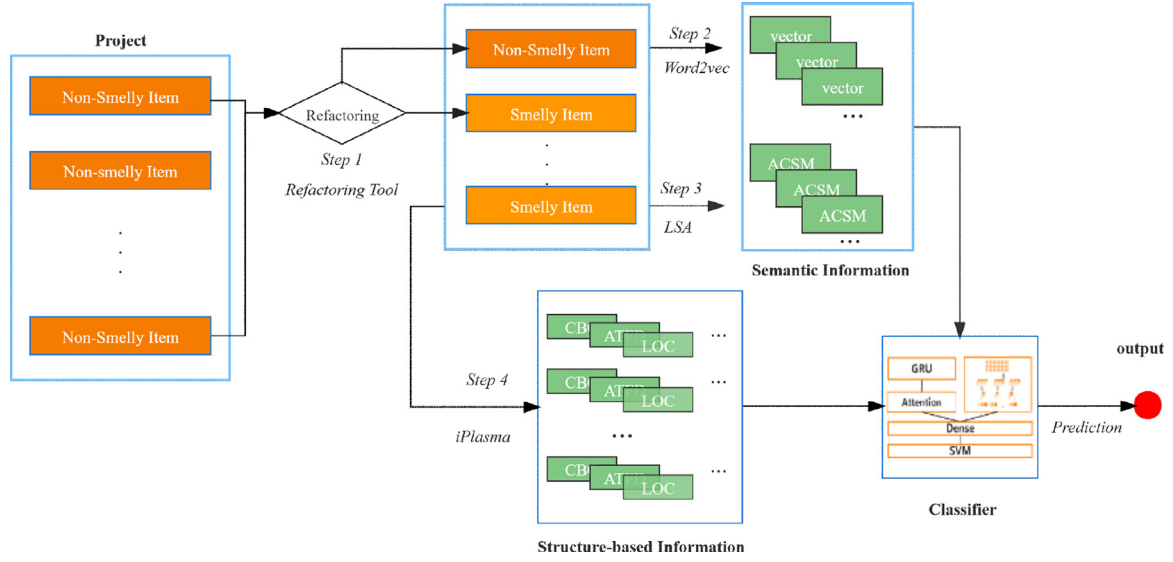 Project
Non-Smelly Item
Non-smelly Item
Non-Smelly Item
Refactoring
Step 1
Refactoring Tool
Non-Smelly Item
Smelly Item
Smelly Item
Step 2
Word2vec
Step 3
LSA
vector
vector
vector
...
ACSM
ACSM
ACSM
...
Semantic Information
Step 4
iPlasma
LOC
...
LOC
...
...
LOC
...
Structure-based Information
GRU
Attention
Dense
SVM
Classifier
output
Prediction